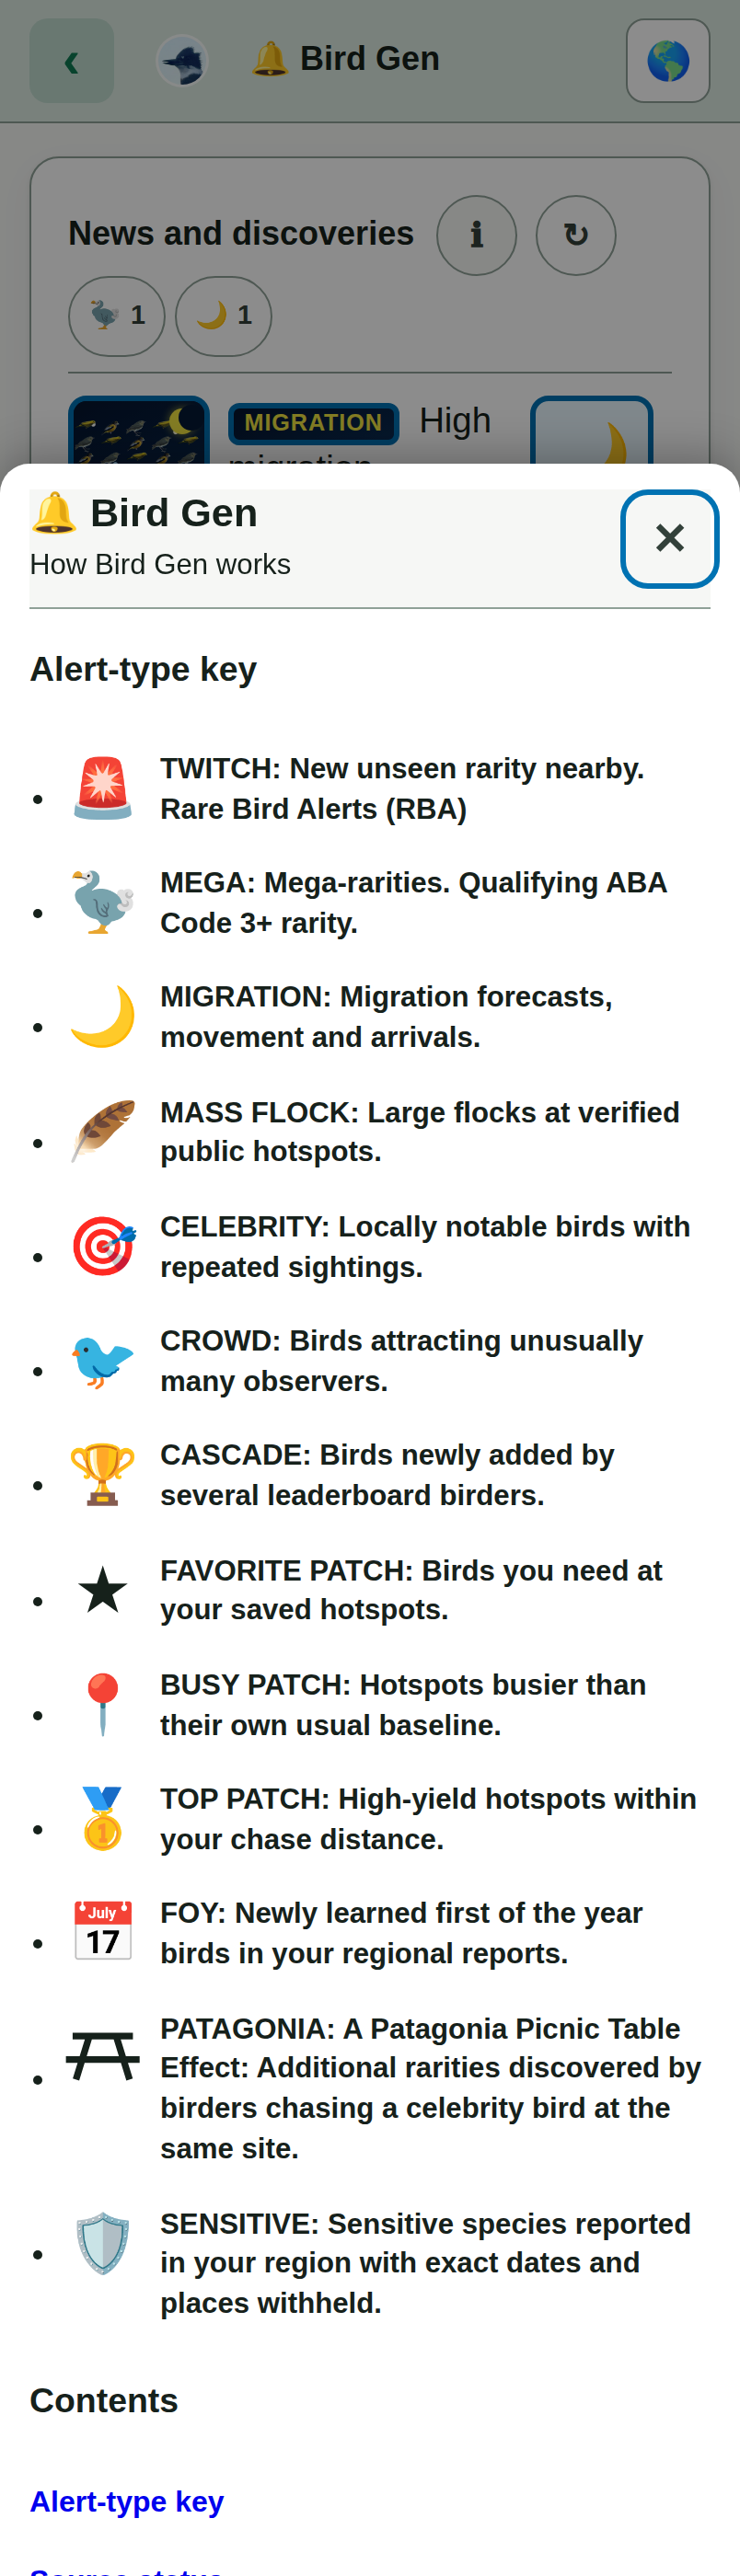 ‹ 🔔 Bird Gen
News and discoveries ℹ ↻
🦤 1 🌙 1
MIGRATION High
migration
🔔 Bird Gen ✕
How Bird Gen works
Alert-type key
TWITCH: New unseen rarity nearby.
Rare Bird Alerts (RBA)
MEGA: Mega-rarities. Qualifying ABA
Code 3+ rarity.
MIGRATION: Migration forecasts,
movement and arrivals.
MASS FLOCK: Large flocks at verified
public hotspots.
CELEBRITY: Locally notable birds with
repeated sightings.
CROWD: Birds attracting unusually
many observers.
CASCADE: Birds newly added by
several leaderboard birders.
FAVORITE PATCH: Birds you need at
your saved hotspots.
BUSY PATCH: Hotspots busier than
their own usual baseline.
TOP PATCH: High-yield hotspots within
your chase distance.
July
17
FOY: Newly learned first of the year
birds in your regional reports.
PATAGONIA: A Patagonia Picnic Table
Effect: Additional rarities discovered by
birders chasing a celebrity bird at the
same site.
SENSITIVE: Sensitive species reported
in your region with exact dates and
places withheld.
Contents
Alert-type key
Source status